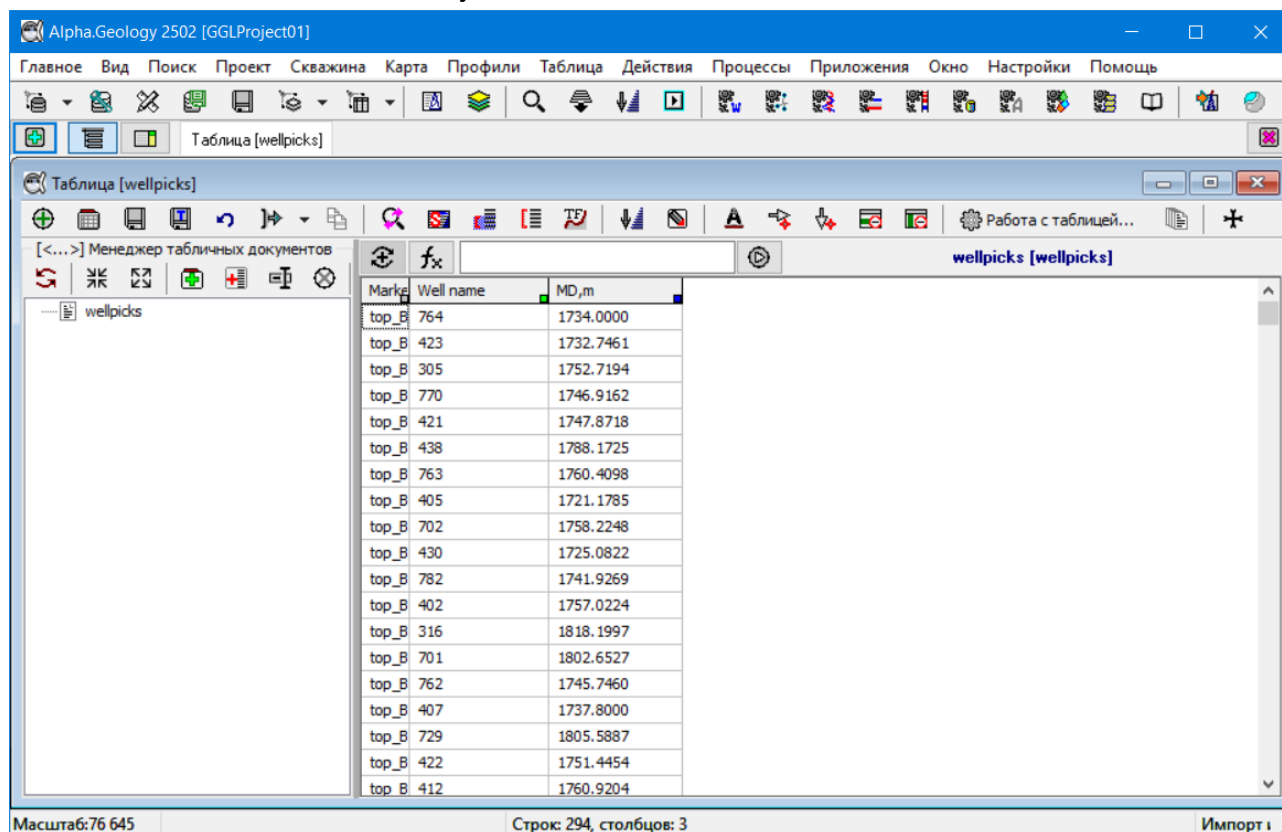 Alpha.Geology 2502 [GGLProject01]
Главное Вид Поиск Проект Скважина Карта Профили Таблица Действия Процессы Приложения Окно Настройки Помощь
Таблица [wellpicks]
Таблица [wellpicks]
Работа с таблицей...
[<...>] Менеджер табличных документов
fx
wellpicks [wellpicks]
wellpicks
Marke Well name MD,m
top_B 764 1734.0000
top_B 423 1732.7461
top_B 305 1752.7194
top_B 770 1746.9162
top_B 421 1747.8718
top_B 438 1788.1725
top_B 763 1760.4098
top_B 405 1721.1785
top_B 702 1758.2248
top_B 430 1725.0822
top_B 782 1741.9269
top_B 402 1757.0224
top_B 316 1818.1997
top_B 701 1802.6527
top_B 762 1745.7460
top_B 407 1737.8000
top_B 729 1805.5887
top_B 422 1751.4454
top_B 412 1760.9204
Масштаб:76 645 Строк: 294, столбцов: 3 Импорт